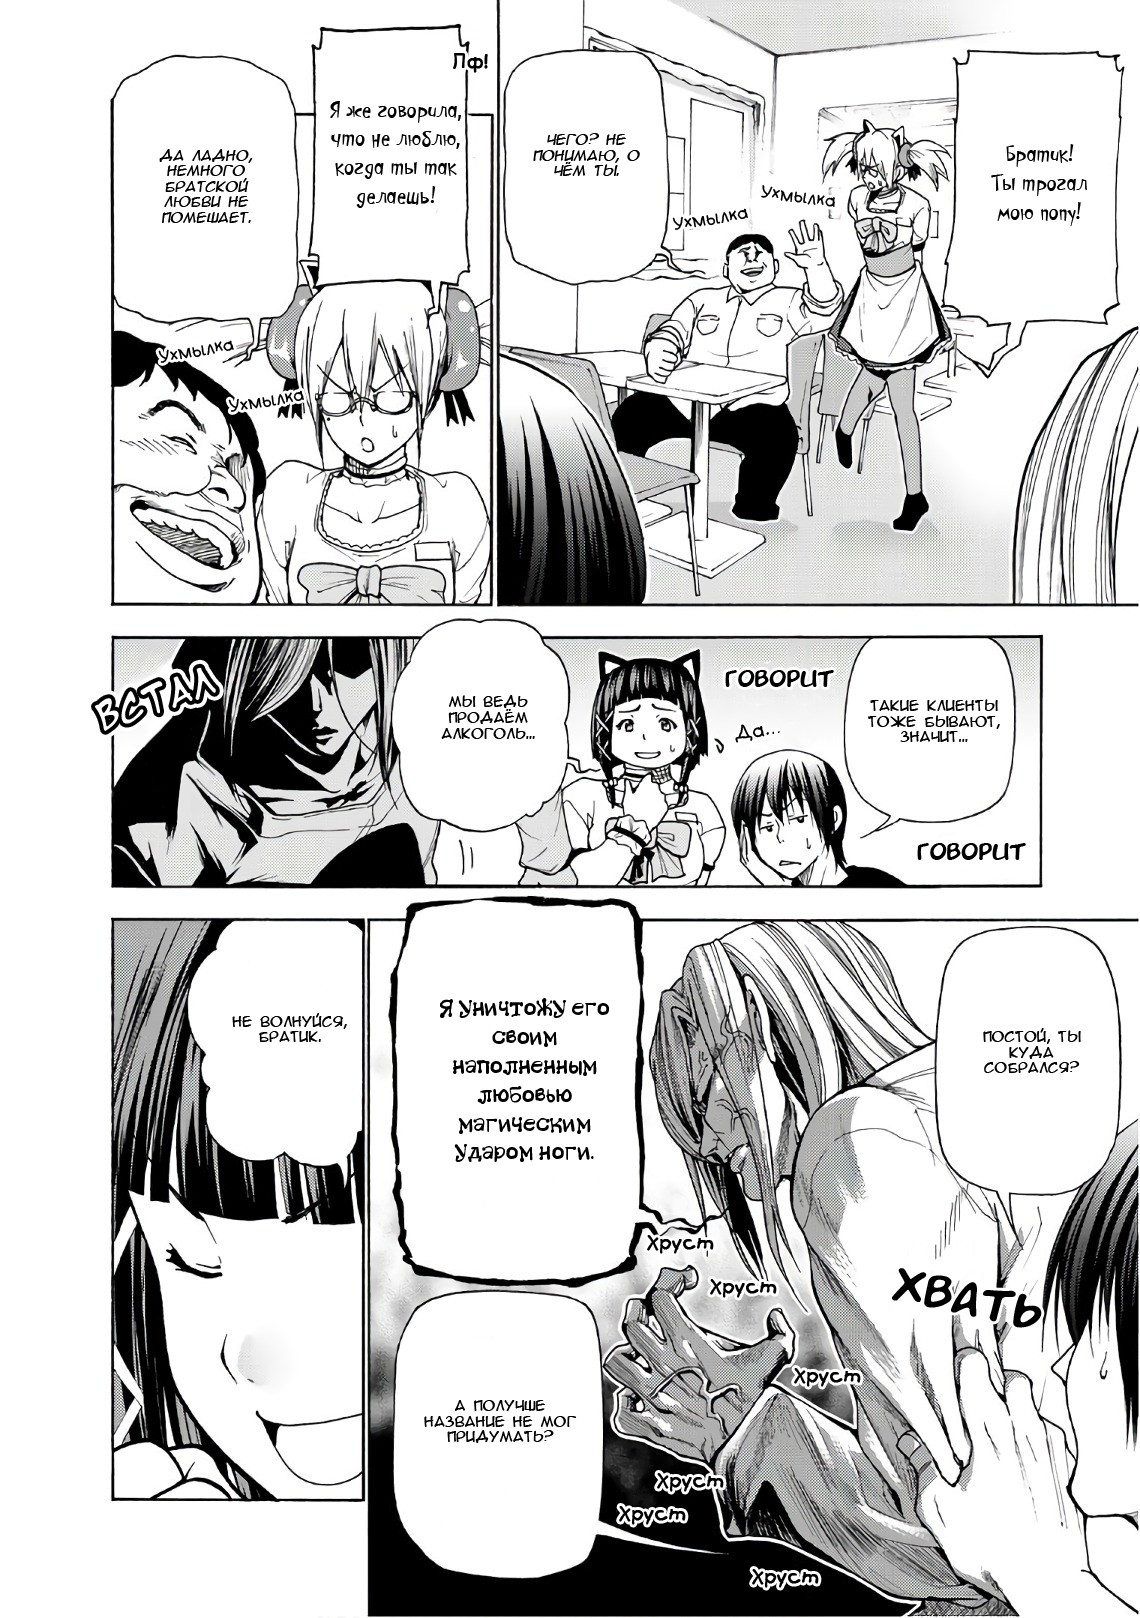 Братик!
Ты трогал
мою попу!
ЧЕГО? НЕ
ПОНИМАЮ, О
ЧЁМ ТЫ.
Ухмылка
Ухмылка
Пф!
Я же говорила,
что не люблю,
когда ты так
делаешь!
ДА ЛАДНО,
НЕМНОГО
БРАТСКОЙ
ЛЮБВИ НЕ
ПОМЕШАЕТ.
Ухмылка
Ухмылка
ТАКИЕ КЛИЕНТЫ
ТОЖЕ БЫВАЮТ,
ЗНАЧИТ...
ГОВОРИТ
ГОВОРИТ
Да...
МЫ ВЕДЬ
ПРОДАЁМ
АЛКОГОЛЬ...
ВСТАЛ
ПОСТОЙ, ТЫ
КУДА
СОБРАЛСЯ?
ХВАТЬ
Я УНИЧТОЖУ его
своим
наполненным
любовью
магическим
Ударом ноги.
Хруст
Хруст
Хруст
Хруст
Хруст
Хруст
А ПОЛУЧШЕ
НАЗВАНИЕ НЕ МОГ
ПРИДУМАТЬ?
НЕ ВОЛНУЙСЯ,
БРАТИК.